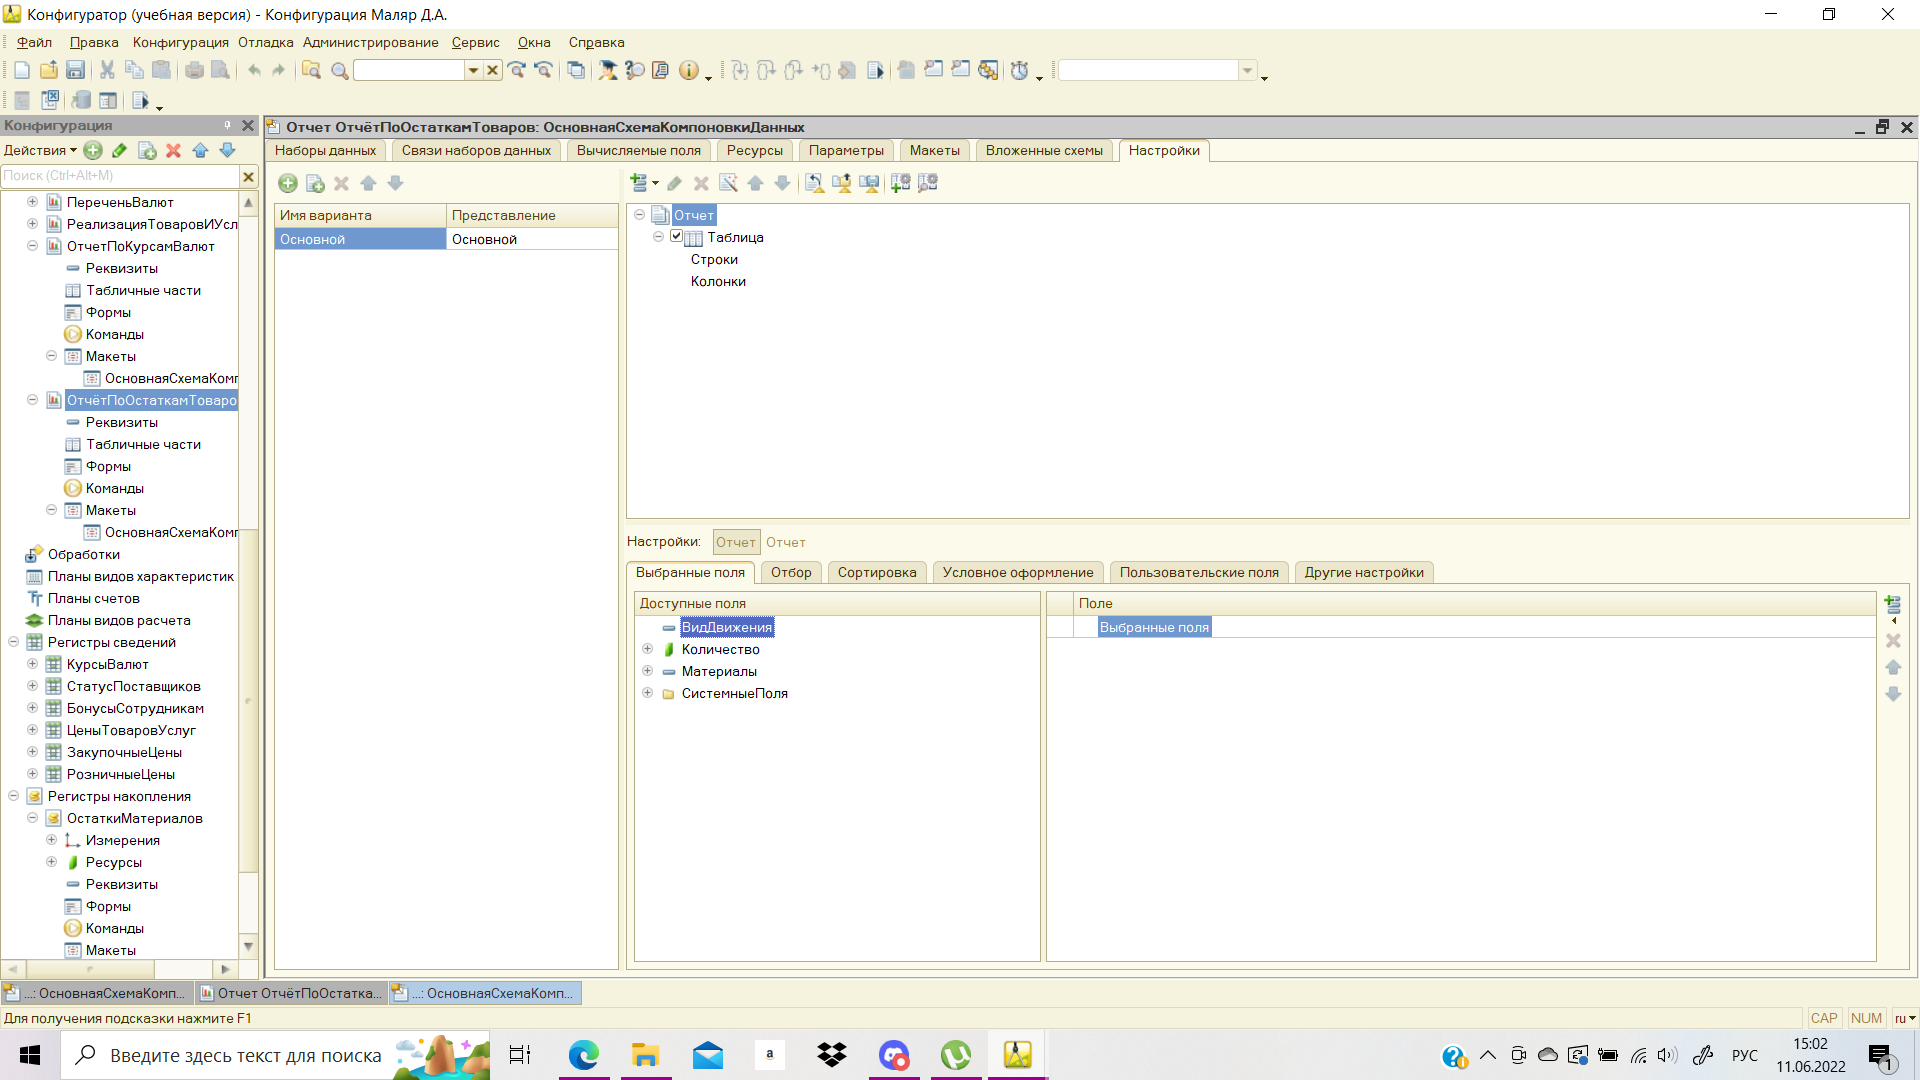 Конфигуратор (учебная версия) - Конфигурация Маляр Д.А.
Файл Правка Конфигурация Отладка Администрирование Сервис Окна Справка
Конфигурация
Действия
Поиск (Ctrl+Alt+M)
ПереченьВалют
РеализацияТоваровИУсл
ОтчетПоКурсамВалют
Реквизиты
Табличные части
Формы
Команды
Макеты
ОсновнаяСхемаКомп
ОтчётПоОстаткамТоваро
Реквизиты
Табличные части
Формы
Команды
Макеты
ОсновнаяСхемаКомп
Обработки
Планы видов характеристик
Планы счетов
Планы видов расчета
Регистры сведений
КурсыВалют
СтатусПоставщиков
БонусыСотрудникам
ЦеныТоваровУслуг
ЗакупочныеЦены
РозничныеЦены
Регистры накопления
ОстаткиМатериалов
Измерения
Ресурсы
Реквизиты
Формы
Команды
Макеты
Отчет ОтчётПоОстаткамТоваров: ОсновнаяСхемаКомпоновкиДанных
Наборы данных Связи наборов данных Вычисляемые поля Ресурсы Параметры Макеты Вложенные схемы Настройки
Имя варианта Представление
Основной Основной
Отчет
Таблица
Строки
Колонки
Настройки: Отчет Отчет
Выбранные поля Отбор Сортировка Условное оформление Пользовательские поля Другие настройки
Доступные поля
ВидДвижения
Количество
Материалы
СистемныеПоля
Поле
Выбранные поля
...: ОсновнаяСхемаКомп... Отчет ОтчётПоОстатка... ...: ОсновнаяСхемаКомп...
Для получения подсказки нажмите F1
CAP NUM ru
Введите здесь текст для поиска
a
РУС
15:02
11.06.2022
1